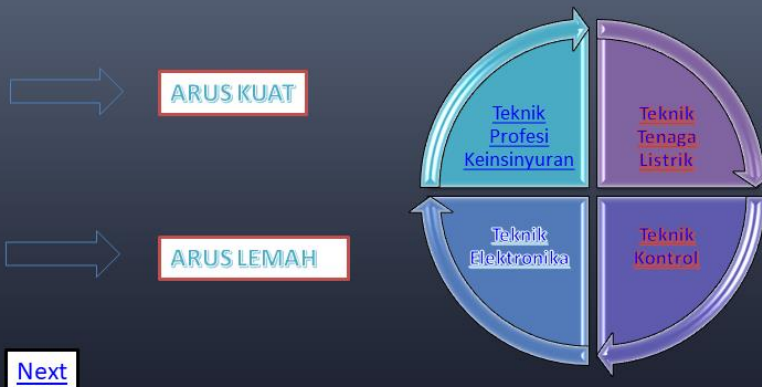 ARUS KUAT
Teknik
Profesi
Keinsinyuran
Teknik
Tenaga
Listrik
ARUS LEMAH
Teknik
Elektronika
Teknik
Kontrol
Next